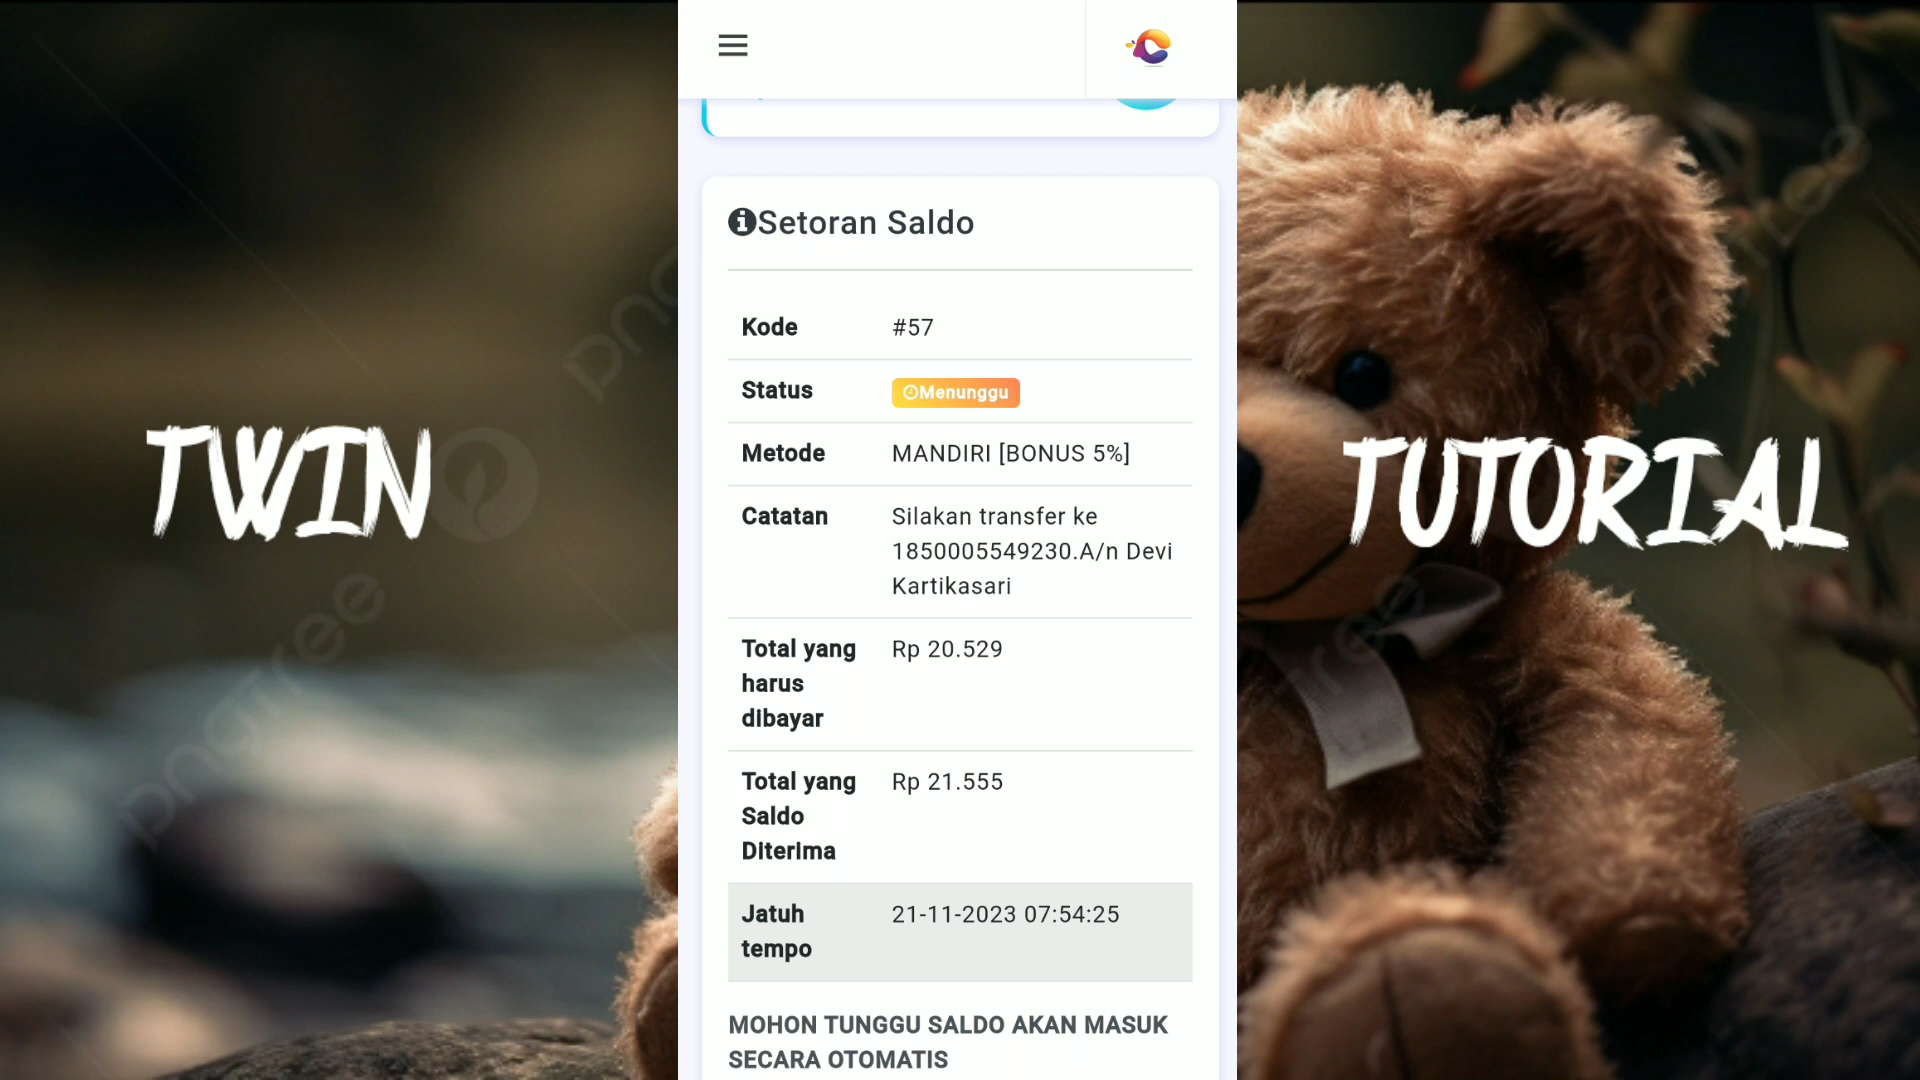 Setoran Saldo
Kode #57
Status Menunggu
Metode MANDIRI [BONUS 5%]
Catatan Silakan transfer ke
1850005549230.A/n Devi
Kartikasari
Total yang Rp 20.529
harus
dibayar
Total yang Rp 21.555
Saldo
Diterima
Jatuh 21-11-2023 07:54:25
tempo
MOHON TUNGGU SALDO AKAN MASUK
SECARA OTOMATIS
TWIN
TUTORIAL
pngtree